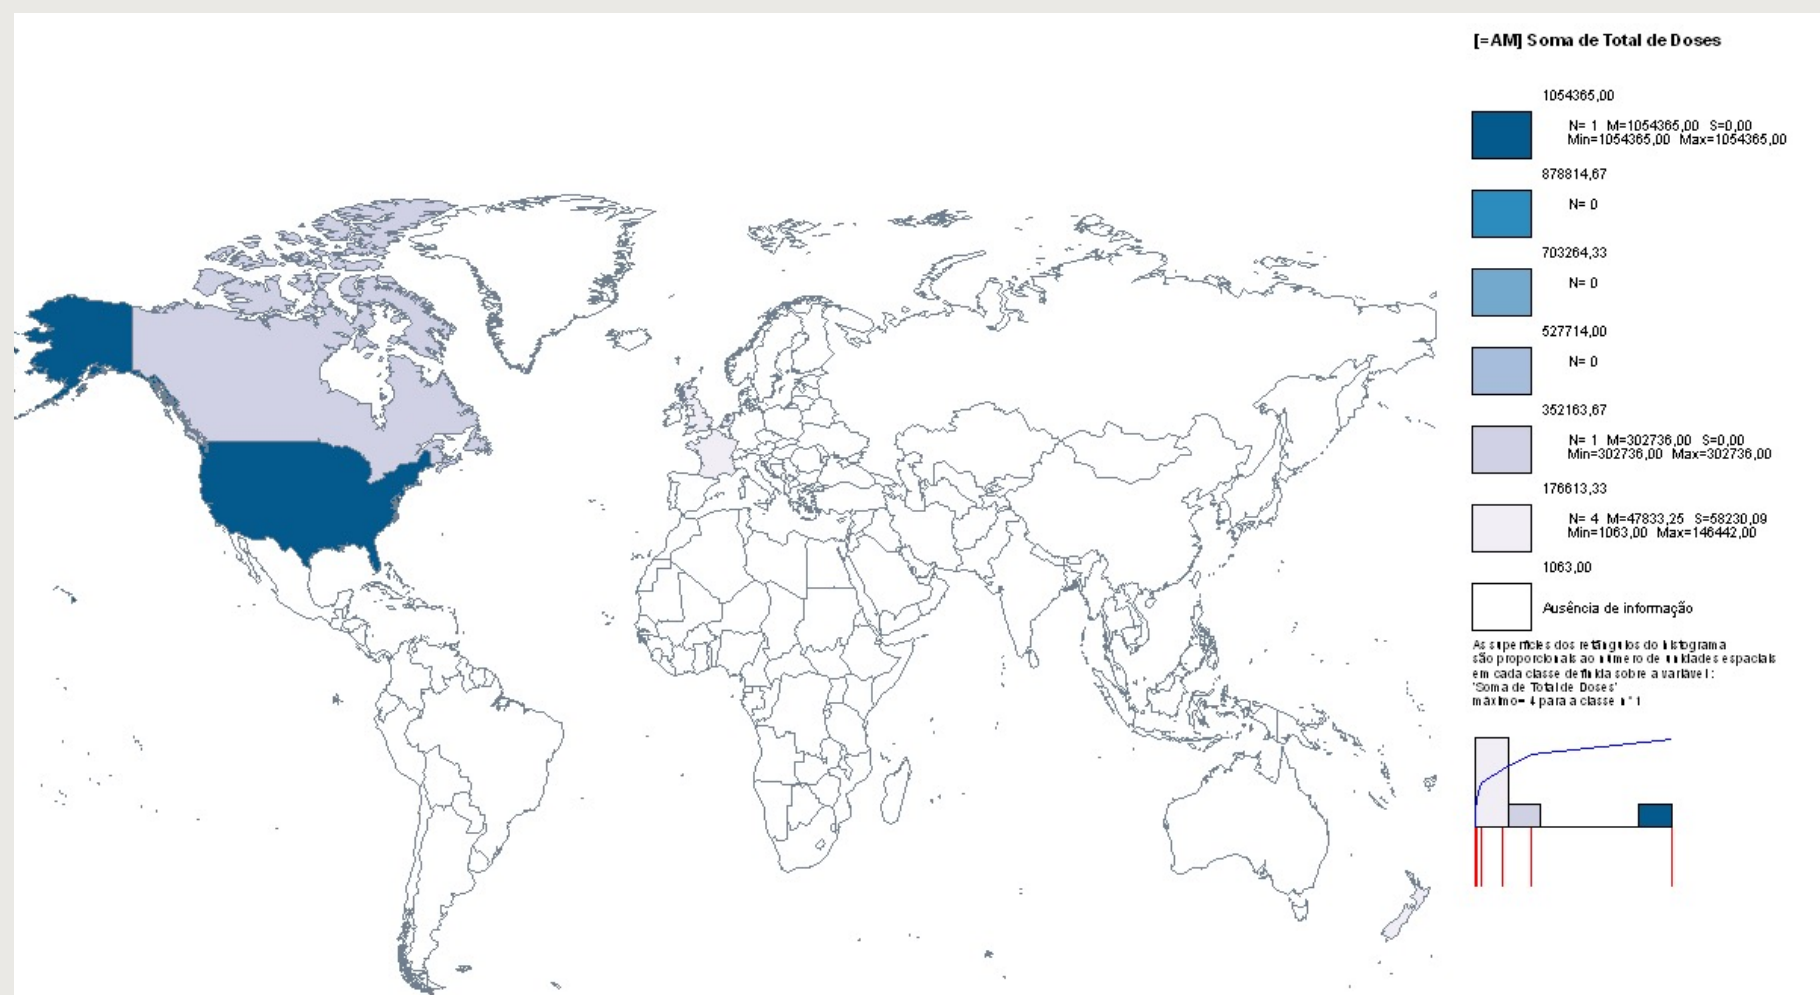 [=AM] Soma de Total de Doses
1054365,00
N= 1 M=1054365,00 S=0,00
Min=1054365,00 Max=1054365,00
878814,67
N= 0
703264,33
N= 0
527714,00
N= 0
352163,67
N= 1 M=302736,00 S=0,00
Min=302736,00 Max=302736,00
176613,33
N= 4 M=47833,25 S=58230,09
Min=1063,00 Max=146442,00
1063,00
Ausência de informação
As superfícies dos retângulos do histograma
são proporcionais ao número de unidades espaciais
em cada classe definida sobre a variável :
'Soma de Total de Doses'
máximo= 4 para a classe n° 1